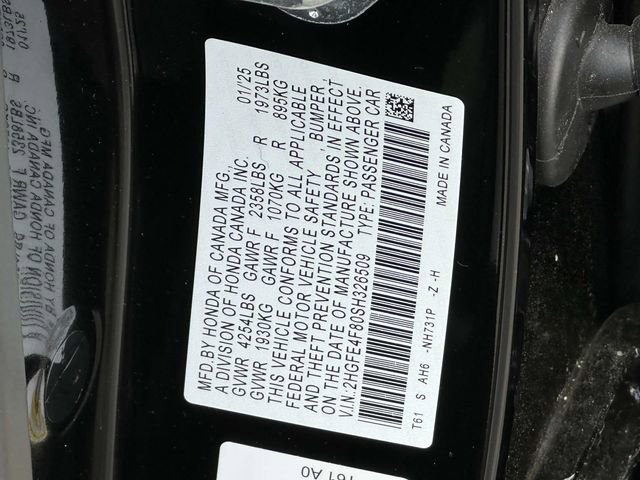 MFD.BY HONDA OF CANADA MFG., 01/25
A DIVISION OF HONDA CANADA INC.
GVWR 4254LBS GAWR F 2358LBS R 1973LBS
GVWR 1930KG GAWR F 1070KG R 895KG
THIS VEHICLE CONFORMS TO ALL APPLICABLE
FEDERAL MOTOR VEHICLE SAFETY, BUMPER,
AND THEFT PREVENTION STANDARDS IN EFFECT
ON THE DATE OF MANUFACTURE SHOWN ABOVE.
V.I.N.:2HGFE4F80SH326509 TYPE: PASSENGER CAR
T61 S AH6 -NH731P -Z -H MADE IN CANADA
T61 A0